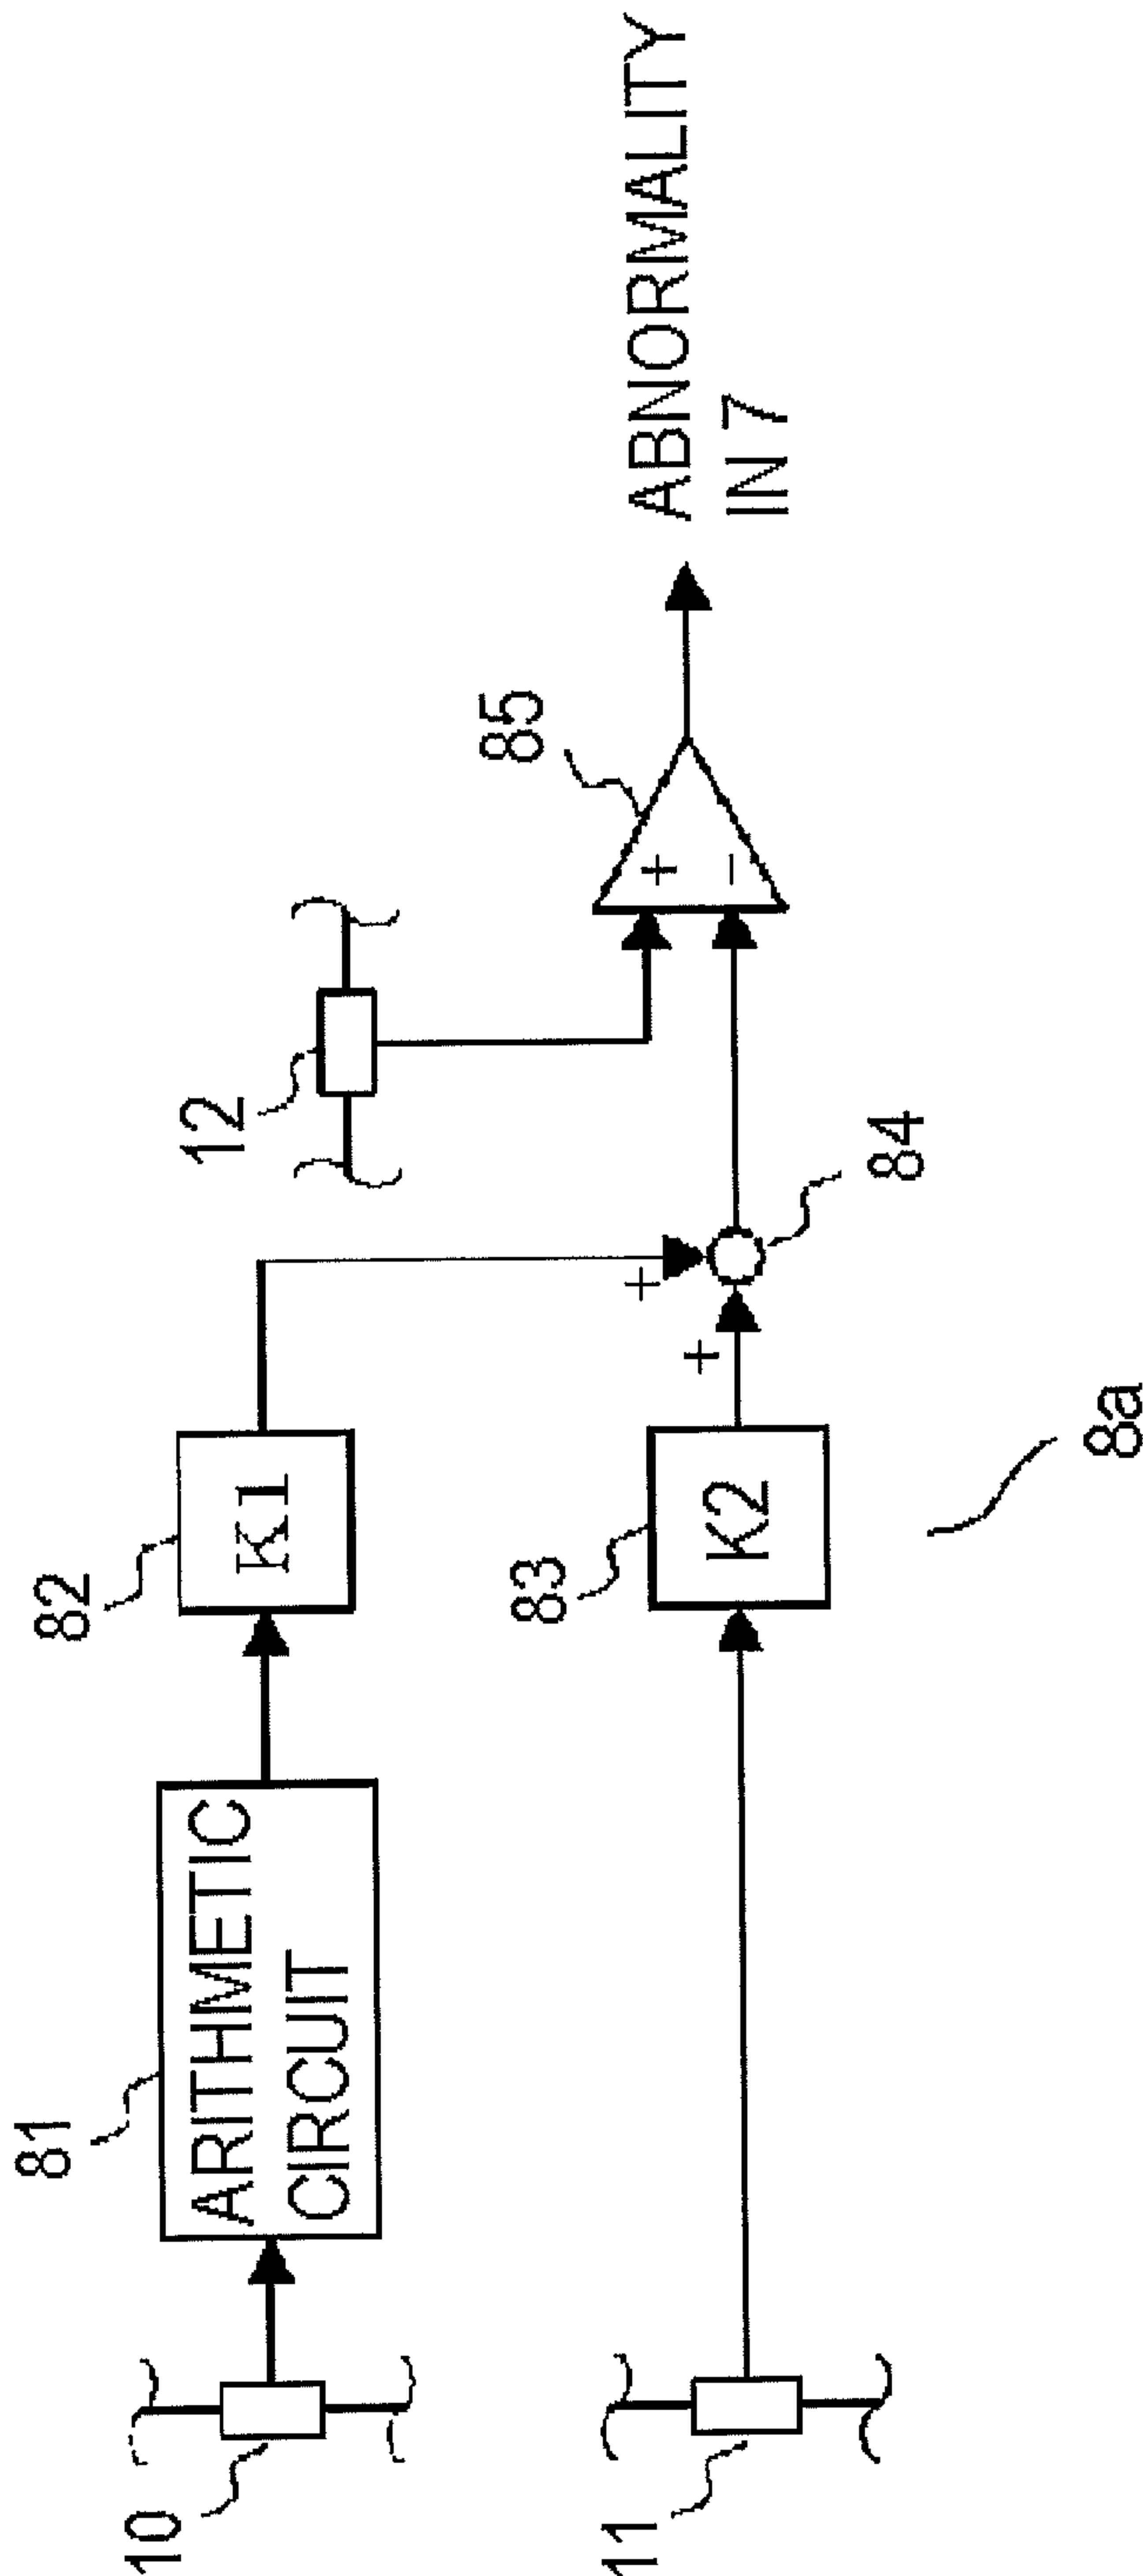 10
81
ARITHMETIC
CIRCUIT
82
K1
12
+
85
+
−
ABNORMALITY
IN 7
11
83
K2
+
84
8a